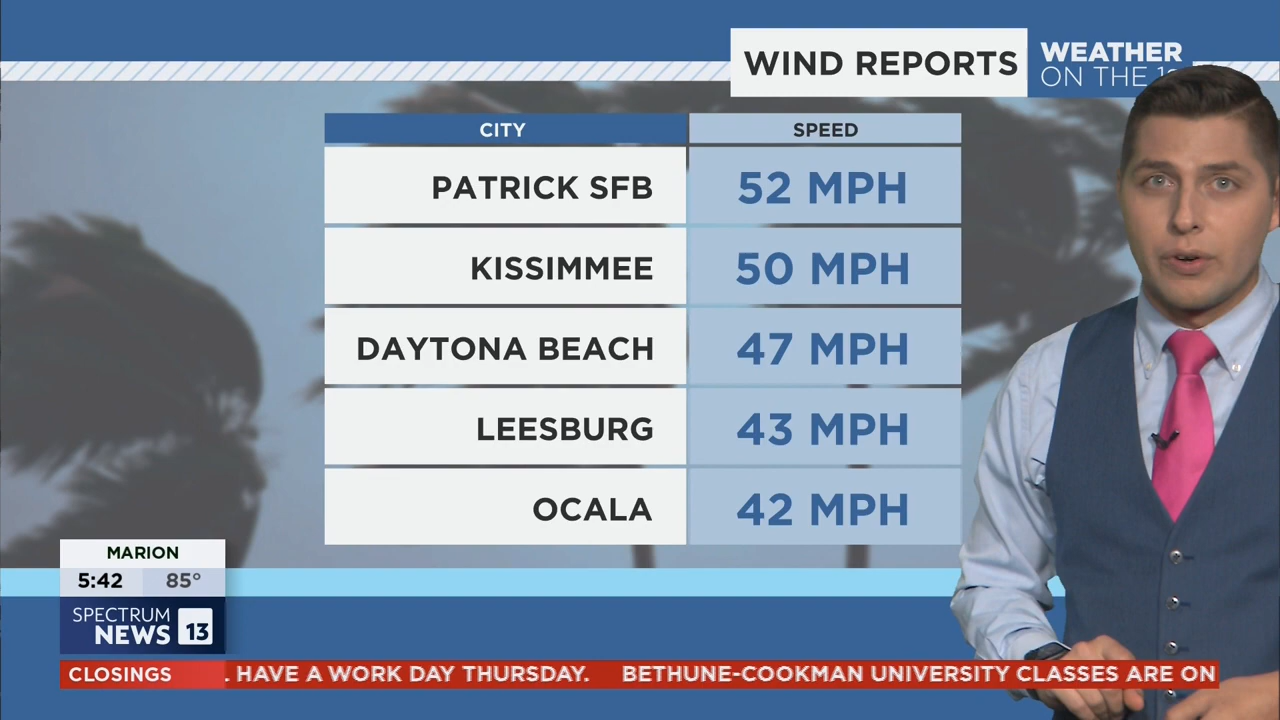 WIND REPORTS
WEATHER
ON THE
CITY SPEED
PATRICK SFB 52 MPH
KISSIMMEE 50 MPH
DAYTONA BEACH 47 MPH
LEESBURG 43 MPH
OCALA 42 MPH
MARION
5:42 85°
SPECTRUM
NEWS 13
CLOSINGS . HAVE A WORK DAY THURSDAY. BETHUNE-COOKMAN UNIVERSITY CLASSES ARE ON